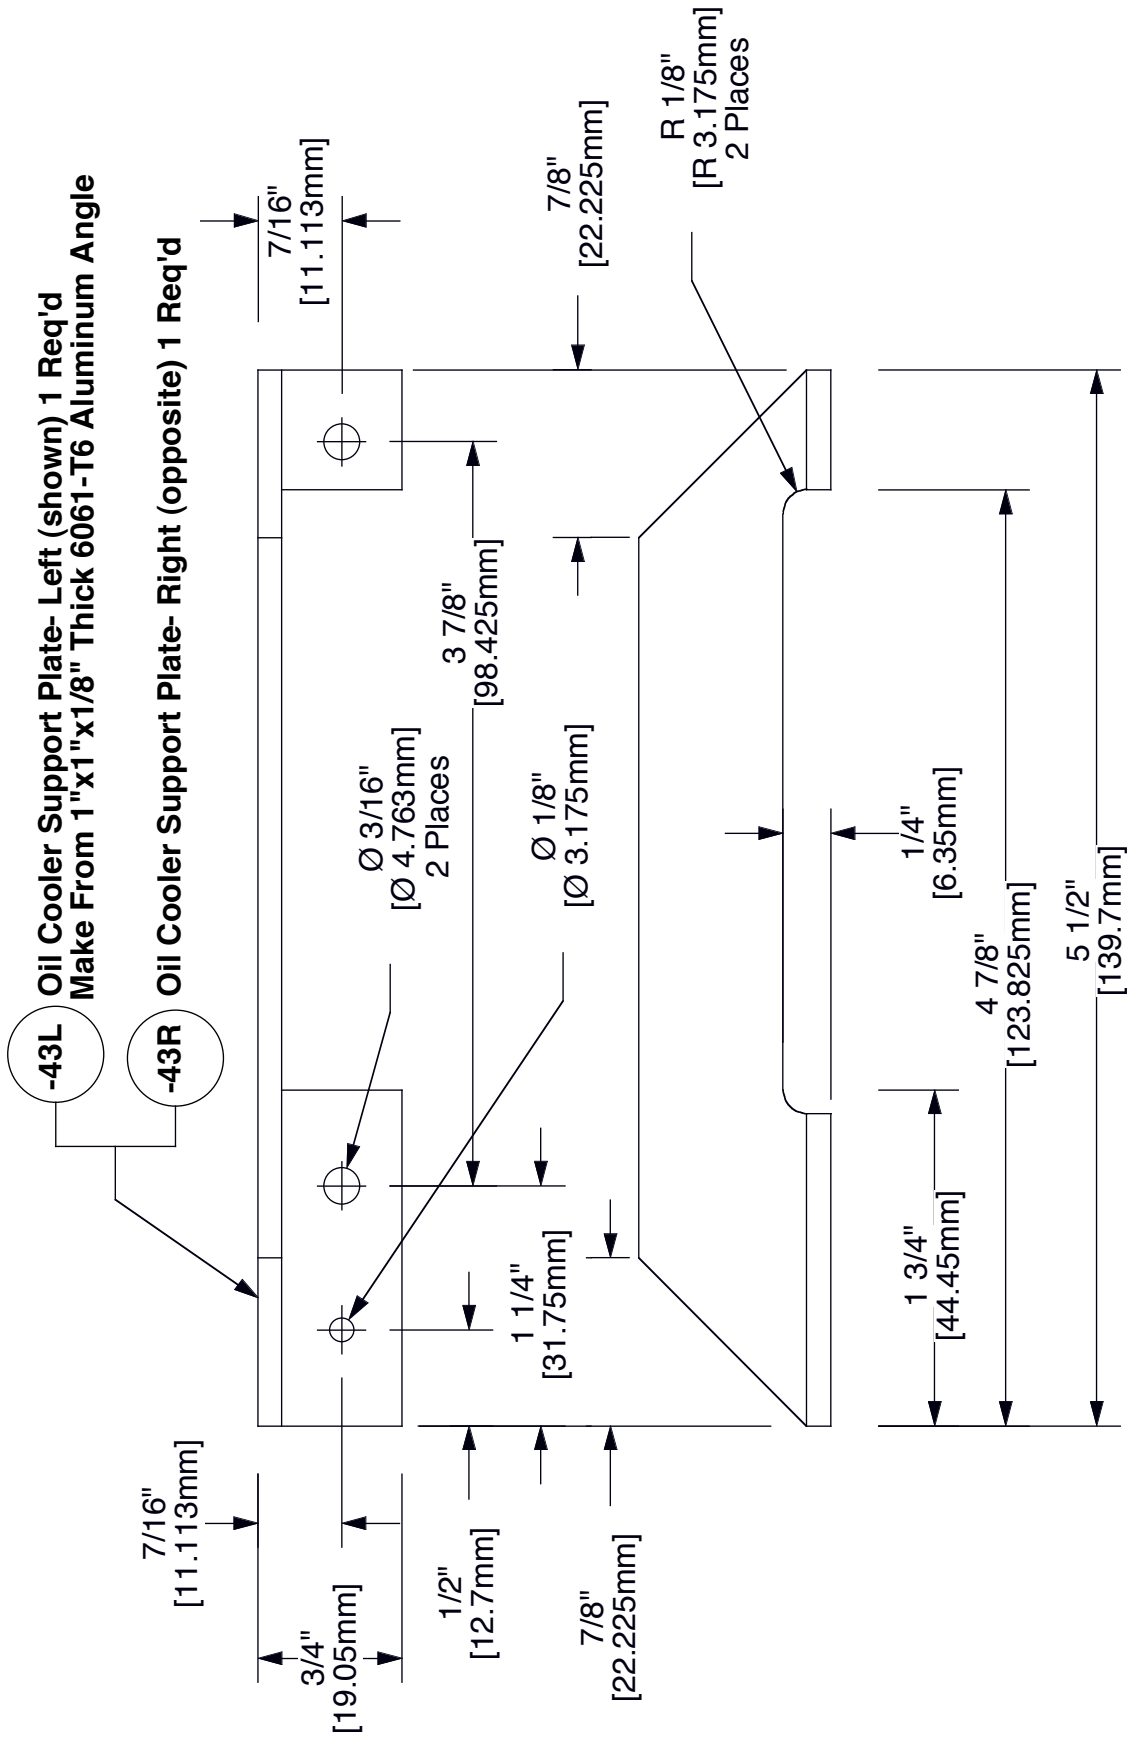 -43L
Oil Cooler Support Plate- Left (shown) 1 Req'd
Make From 1"x1"x1/8" Thick 6061-T6 Aluminum Angle
-43R
Oil Cooler Support Plate- Right (opposite) 1 Req'd
7/16"
[11.113mm]
3/4"
[19.05mm]
7/16"
[11.113mm]
Ø 3/16"
[Ø 4.763mm]
2 Places
3 7/8"
[98.425mm]
1/2"
[12.7mm]
1 1/4"
[31.75mm]
Ø 1/8"
[Ø 3.175mm]
7/8"
[22.225mm]
7/8"
[22.225mm]
R 1/8"
[R 3.175mm]
2 Places
1 3/4"
[44.45mm]
1/4"
[6.35mm]
4 7/8"
[123.825mm]
5 1/2"
[139.7mm]